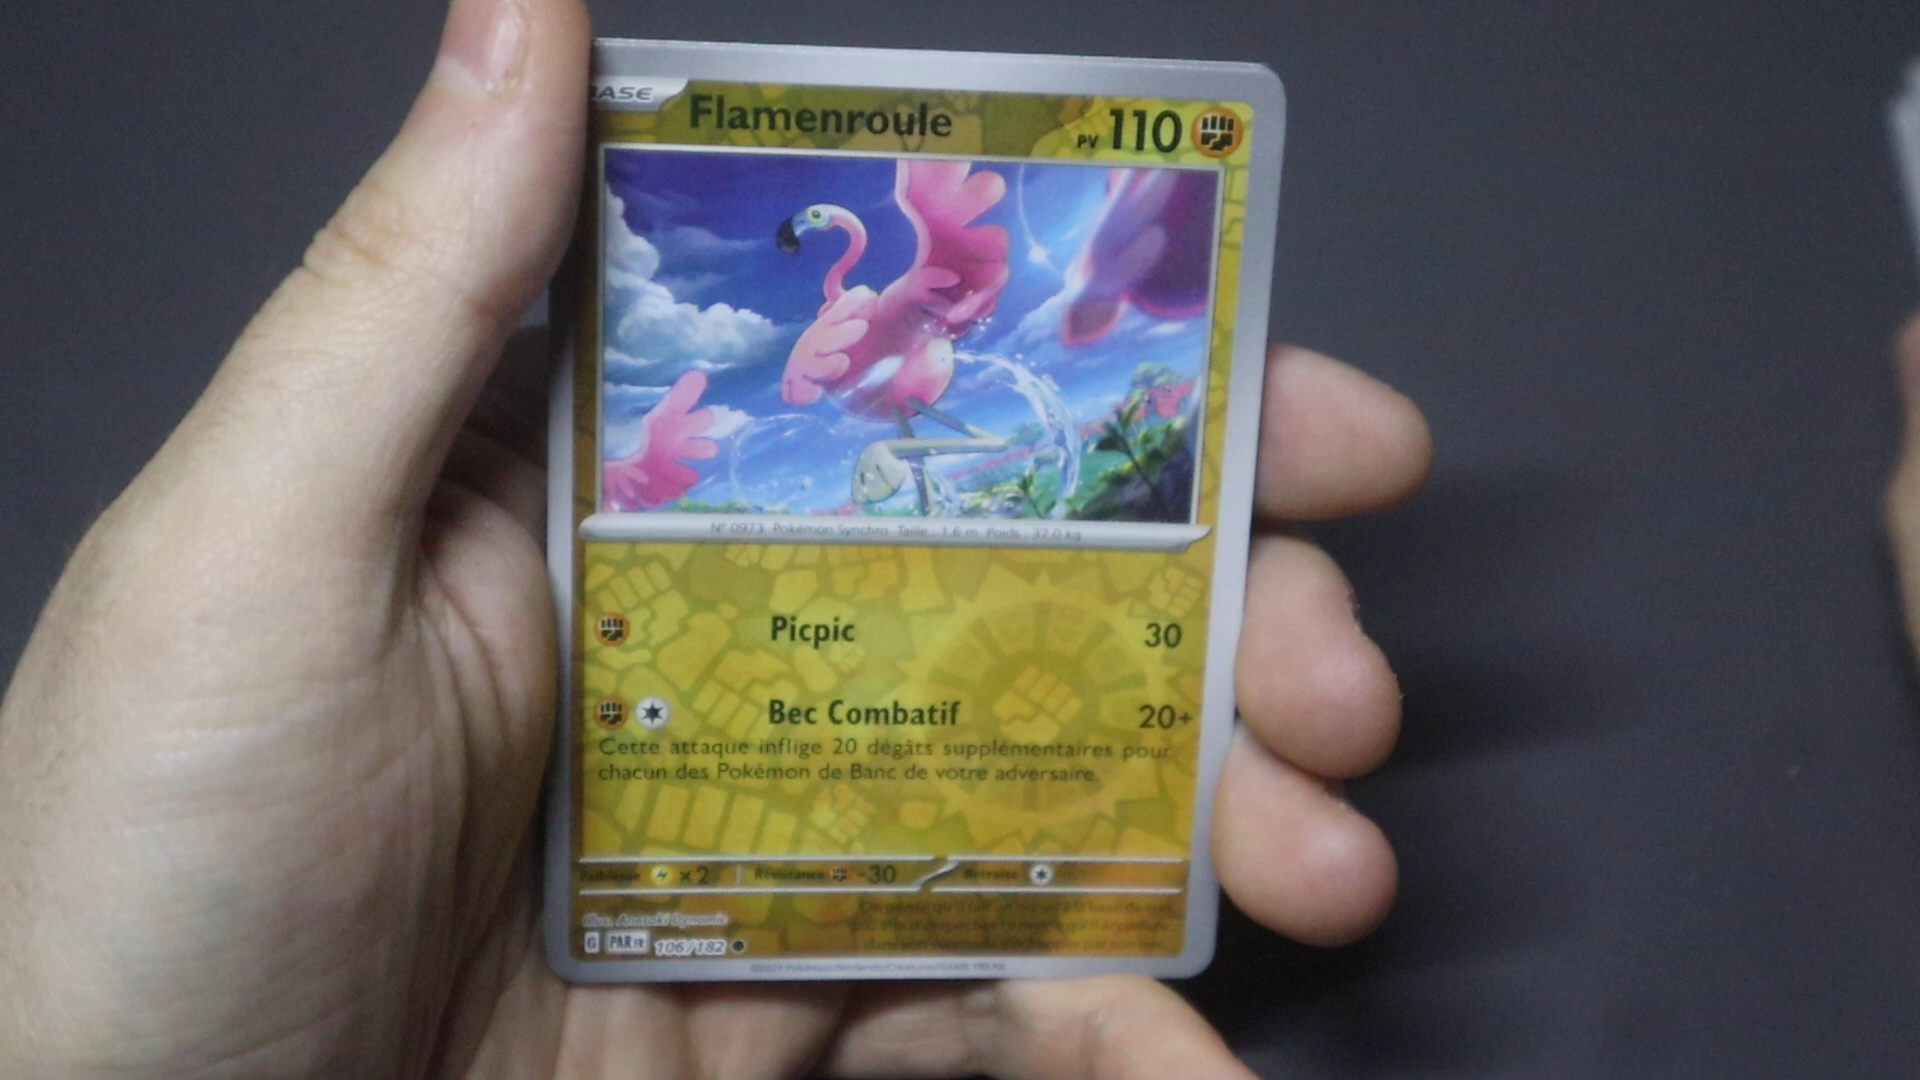 BASE
Flamenroule
PV 110
N° 0973 Pokémon Synchro Taille : 1,6 m Poids : 37,0 kg
Picpic 30
Bec Combatif 20+
Cette attaque inflige 20 dégâts supplémentaires pour
chacun des Pokémon de Banc de votre adversaire.
Faiblesse ×2 Résistance -30 Retraite
Illus. Anesaki Dynamic
G PAR FR 106/182